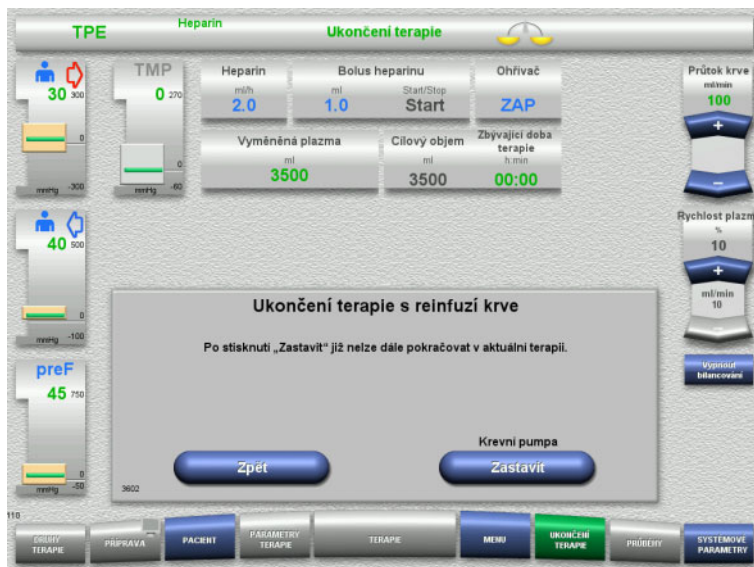 TPE
Heparin
Ukončení terapie
30 300
0
mmHg -300
TMP
0 270
0
mmHg -60
Heparin
ml/h
2.0
Bolus heparinu
ml Start/Stop
1.0 Start
Ohřívač
ZAP
Vyměněná plazma
ml
3500
Cílový objem
ml
3500
Zbývající doba
terapie
h:min
00:00
Průtok krve
ml/min
100
+
−
40 500
0
mmHg -100
Rychlost plazm
%
10
+
ml/min
10
−
Vypnout
bilancování
preF
45 750
0
mmHg -50
Ukončení terapie s reinfuzí krve
Po stisknutí „Zastavit“ již nelze dále pokračovat v aktuální terapii.
Krevní pumpa
Zpět Zastavit
3602
110
DRUHY
TERAPIE
PŘÍPRAVA
PACIENT
PARAMETRY
TERAPIE
TERAPIE
MENU
UKONČENÍ
TERAPIE
PRŮBĚHY
SYSTÉMOVÉ
PARAMETRY